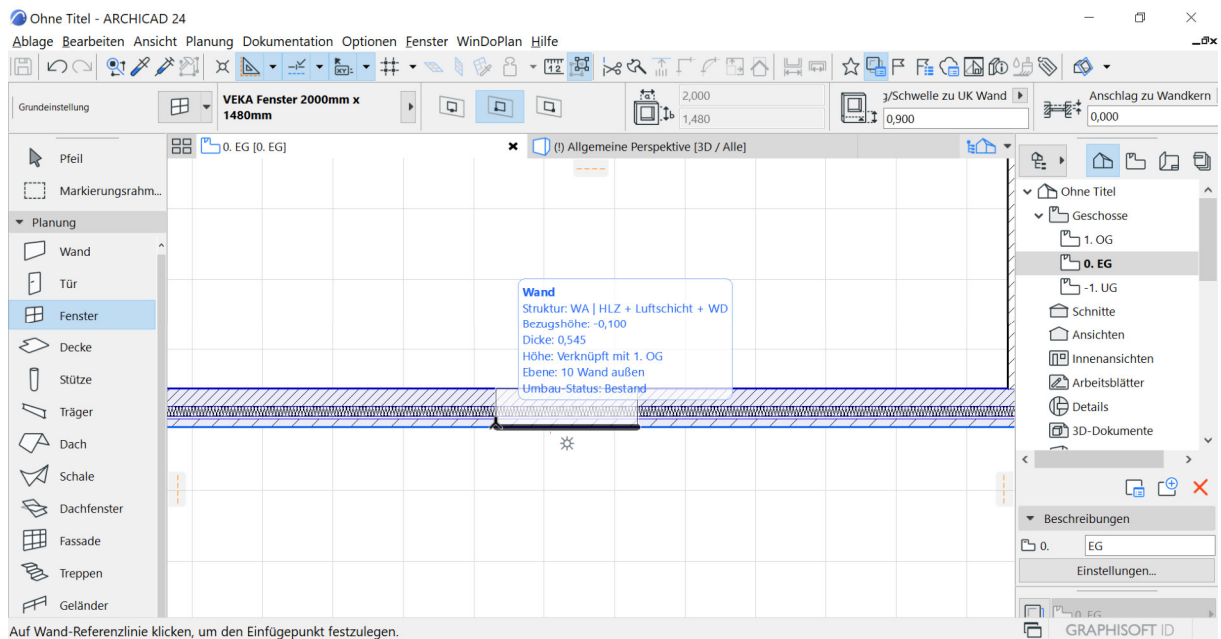 Ohne Titel - ARCHICAD 24
Ablage Bearbeiten Ansicht Planung Dokumentation Optionen Fenster WinDoPlan Hilfe
Grundeinstellung
VEKA Fenster 2000mm x
1480mm
2,000
1,480
g/Schwelle zu UK Wand
0,900
Anschlag zu Wandkern
0,000
0. EG [0. EG]
(!) Allgemeine Perspektive [3D / Alle]
Pfeil
Markierungsrahm...
Planung
Wand
Tür
Fenster
Decke
Stütze
Träger
Dach
Schale
Dachfenster
Fassade
Treppen
Geländer
Wand
Struktur: WA | HLZ + Luftschicht + WD
Bezugshöhe: -0,100
Dicke: 0,545
Höhe: Verknüpft mit 1. OG
Ebene: 10 Wand außen
Umbau-Status: Bestand
Ohne Titel
Geschosse
1. OG
0. EG
-1. UG
Schnitte
Ansichten
Innenansichten
Arbeitsblätter
Details
3D-Dokumente
Beschreibungen
0. EG
Einstellungen...
0. EG
Auf Wand-Referenzlinie klicken, um den Einfügepunkt festzulegen.
GRAPHISOFT ID